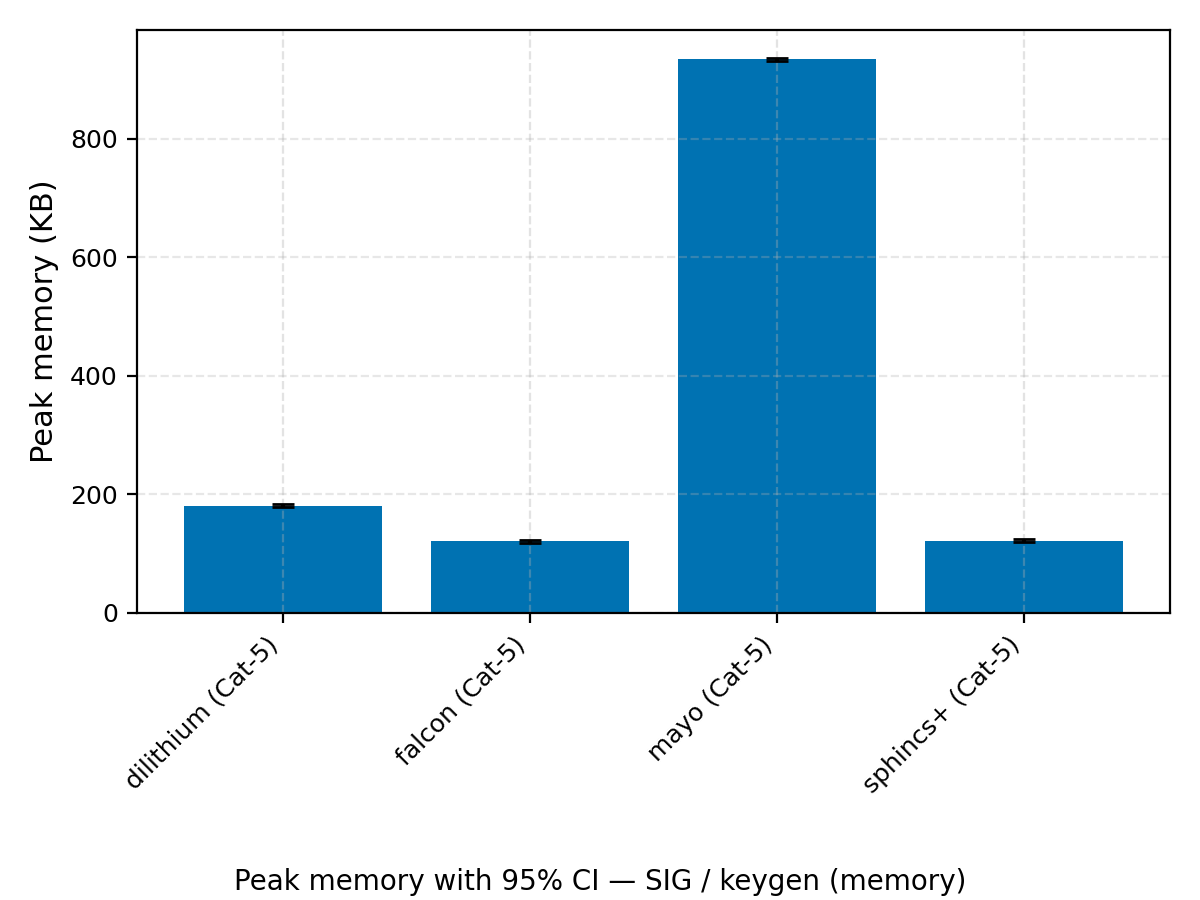 Peak memory (KB)
800
600
400
200
0
dilithium (Cat-5)
falcon (Cat-5)
mayo (Cat-5)
sphincs+ (Cat-5)
Peak memory with 95% CI — SIG / keygen (memory)